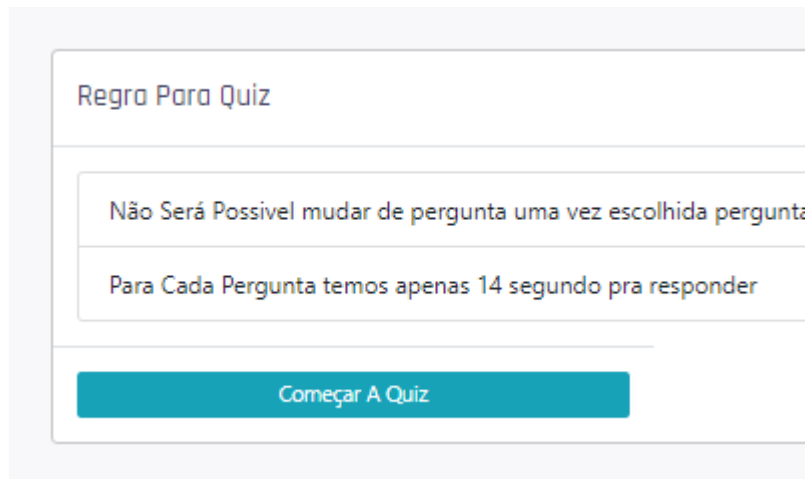 Regra Para Quiz
Não Será Possivel mudar de pergunta uma vez escolhida pergunta
Para Cada Pergunta temos apenas 14 segundo pra responder
Começar A Quiz